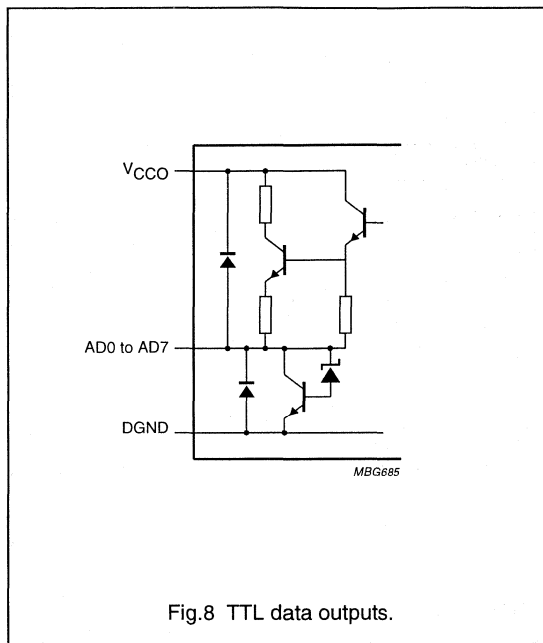 VCCO
AD0 to AD7
DGND
MBG685
Fig.8 TTL data outputs.